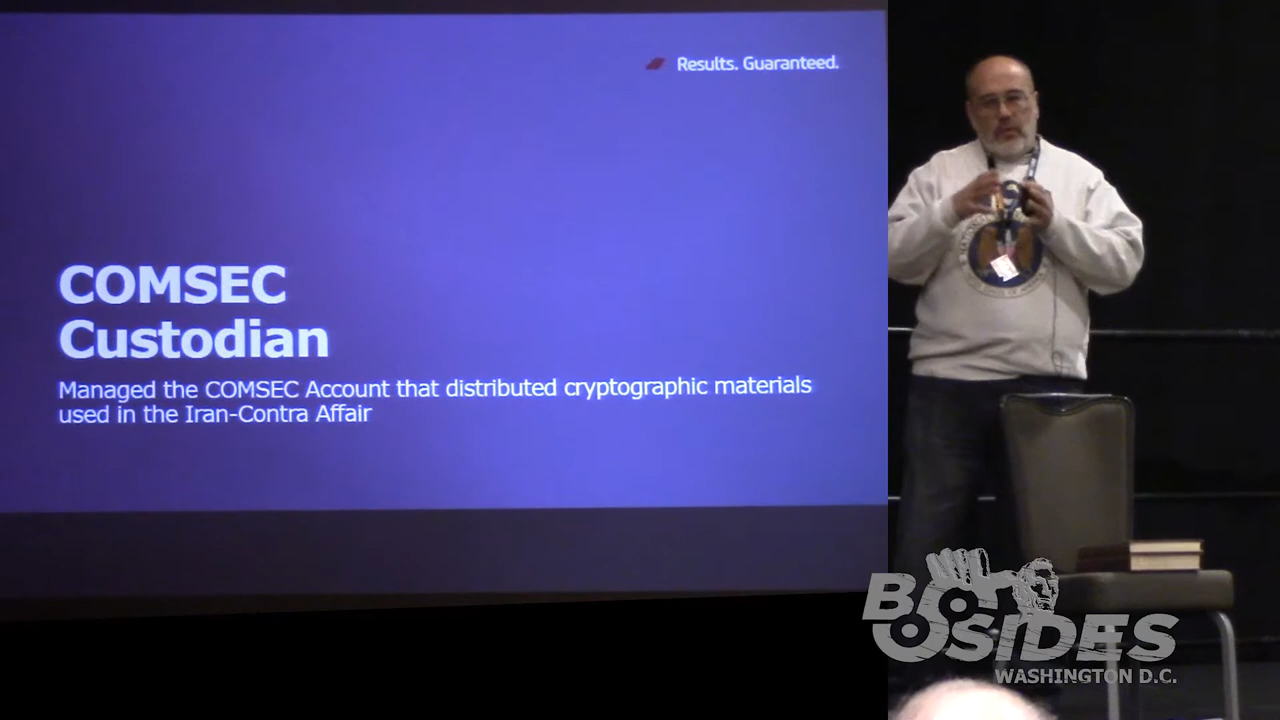 Results. Guaranteed.
COMSEC
Custodian
Managed the COMSEC Account that distributed cryptographic materials
used in the Iran-Contra Affair
BSIDES
WASHINGTON D.C.